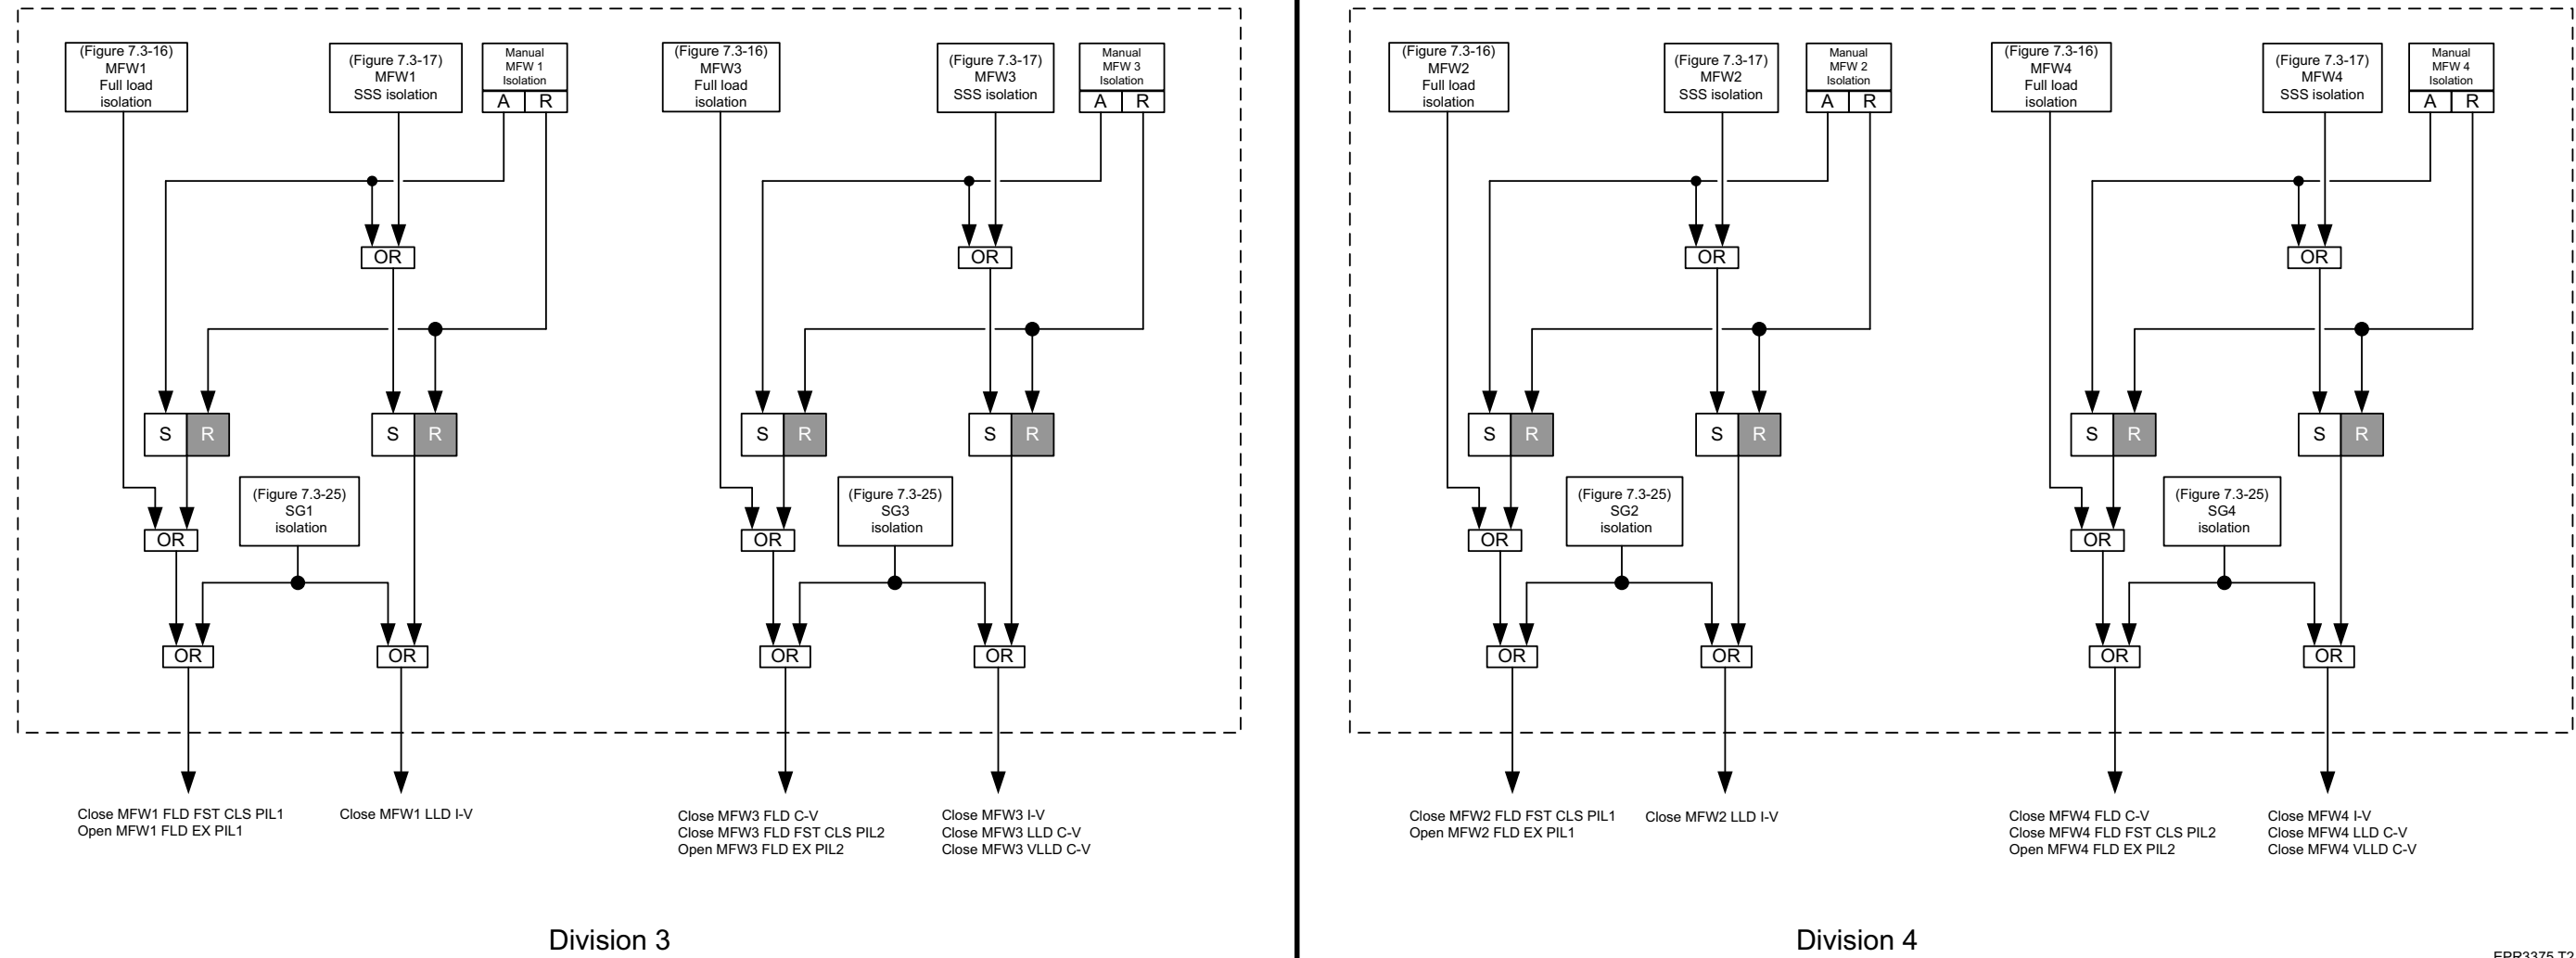 (Figure 7.3-16)
MFW1
Full load
isolation
(Figure 7.3-17)
MFW1
SSS isolation
Manual
MFW 1
Isolation
A R
(Figure 7.3-16)
MFW3
Full load
isolation
(Figure 7.3-17)
MFW3
SSS isolation
Manual
MFW 3
Isolation
A R
OR
OR
S R
S R
S R
S R
(Figure 7.3-25)
SG1
isolation
(Figure 7.3-25)
SG3
isolation
OR
OR
OR
OR
OR
OR
Close MFW1 FLD FST CLS PIL1
Open MFW1 FLD EX PIL1
Close MFW1 LLD I-V
Close MFW3 FLD C-V
Close MFW3 FLD FST CLS PIL2
Open MFW3 FLD EX PIL2
Close MFW3 I-V
Close MFW3 LLD C-V
Close MFW3 VLLD C-V
Division 3
(Figure 7.3-16)
MFW2
Full load
isolation
(Figure 7.3-17)
MFW2
SSS isolation
Manual
MFW 2
Isolation
A R
(Figure 7.3-16)
MFW4
Full load
isolation
(Figure 7.3-17)
MFW4
SSS isolation
Manual
MFW 4
Isolation
A R
OR
OR
S R
S R
S R
S R
(Figure 7.3-25)
SG2
isolation
(Figure 7.3-25)
SG4
isolation
OR
OR
OR
OR
OR
OR
Close MFW2 FLD FST CLS PIL1
Open MFW2 FLD EX PIL1
Close MFW2 LLD I-V
Close MFW4 FLD C-V
Close MFW4 FLD FST CLS PIL2
Open MFW4 FLD EX PIL2
Close MFW4 I-V
Close MFW4 LLD C-V
Close MFW4 VLLD C-V
Division 4
EPR3375 T2